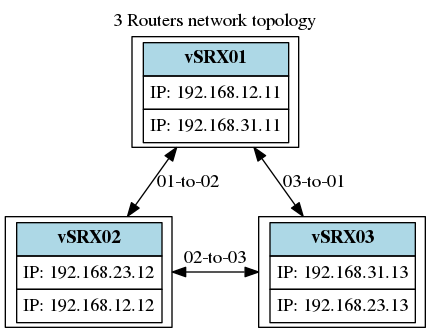 3 Routers network topology
vSRX01
IP: 192.168.12.11
IP: 192.168.31.11
01-to-02
03-to-01
vSRX02
IP: 192.168.23.12
IP: 192.168.12.12
02-to-03
vSRX03
IP: 192.168.31.13
IP: 192.168.23.13